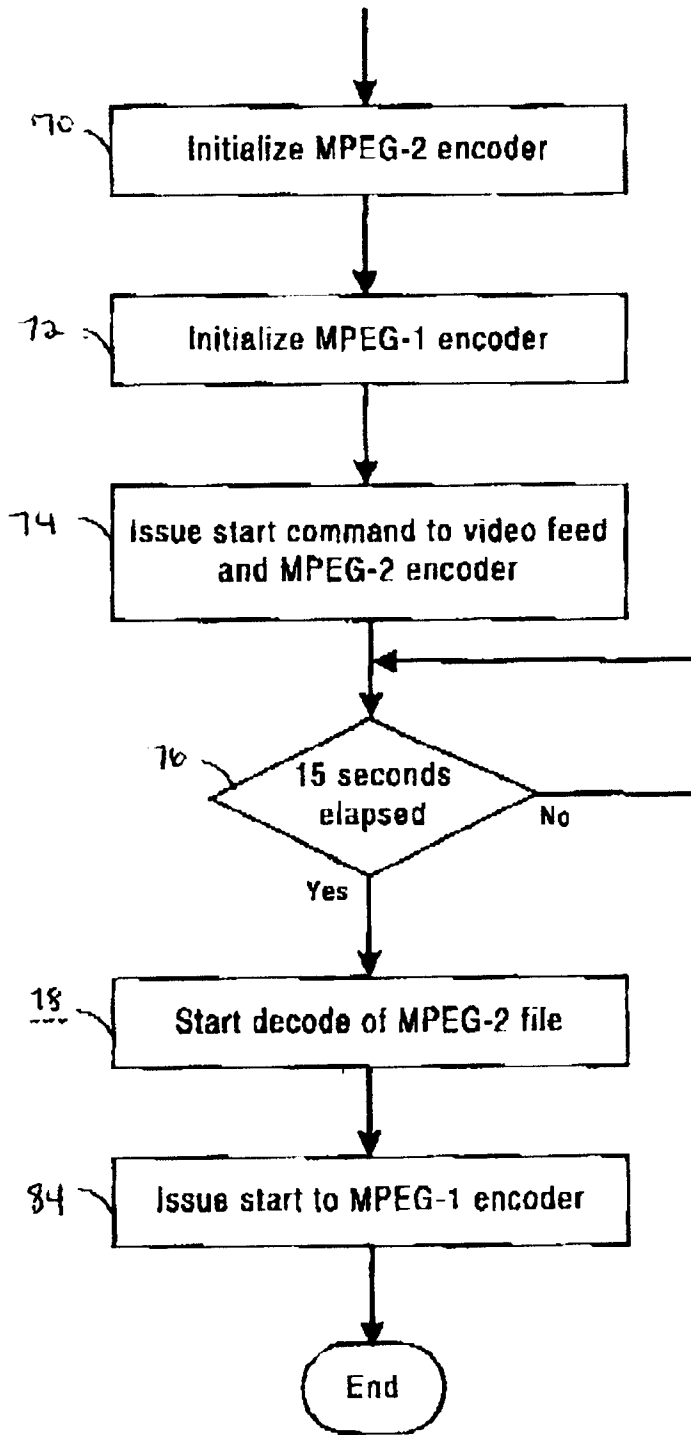 70
Initialize MPEG-2 encoder
72
Initialize MPEG-1 encoder
74
Issue start command to video feed
and MPEG-2 encoder
76
15 seconds
elapsed
No
Yes
78
Start decode of MPEG-2 file
84
Issue start to MPEG-1 encoder
End